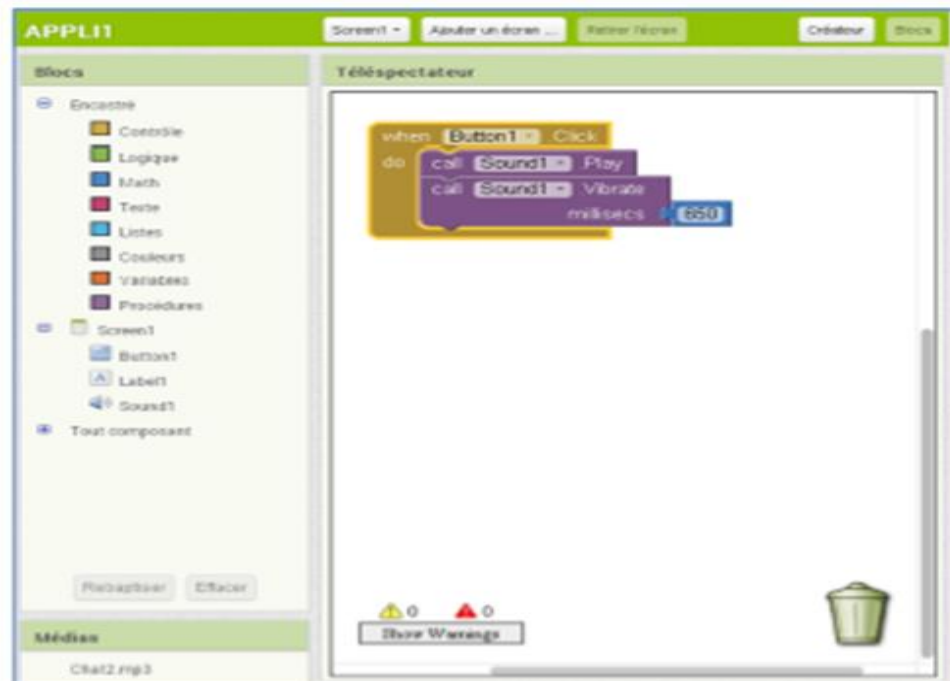 APPLI1 Screen1 Ajouter un écran ... Retirer l'écran Créateur Blocs
Blocs
Encastré
Contrôle
Logique
Math
Texte
Listes
Couleurs
Variables
Procédures
Screen1
Button1
Label1
Sound1
Tout composant
Rebaptiser Effacer
Médias
Chat2.mp3
Téléspectateur
when Button1 Click
do call Sound1 Play
call Sound1 Vibrate
millisecs 650
0 0
Show Warnings